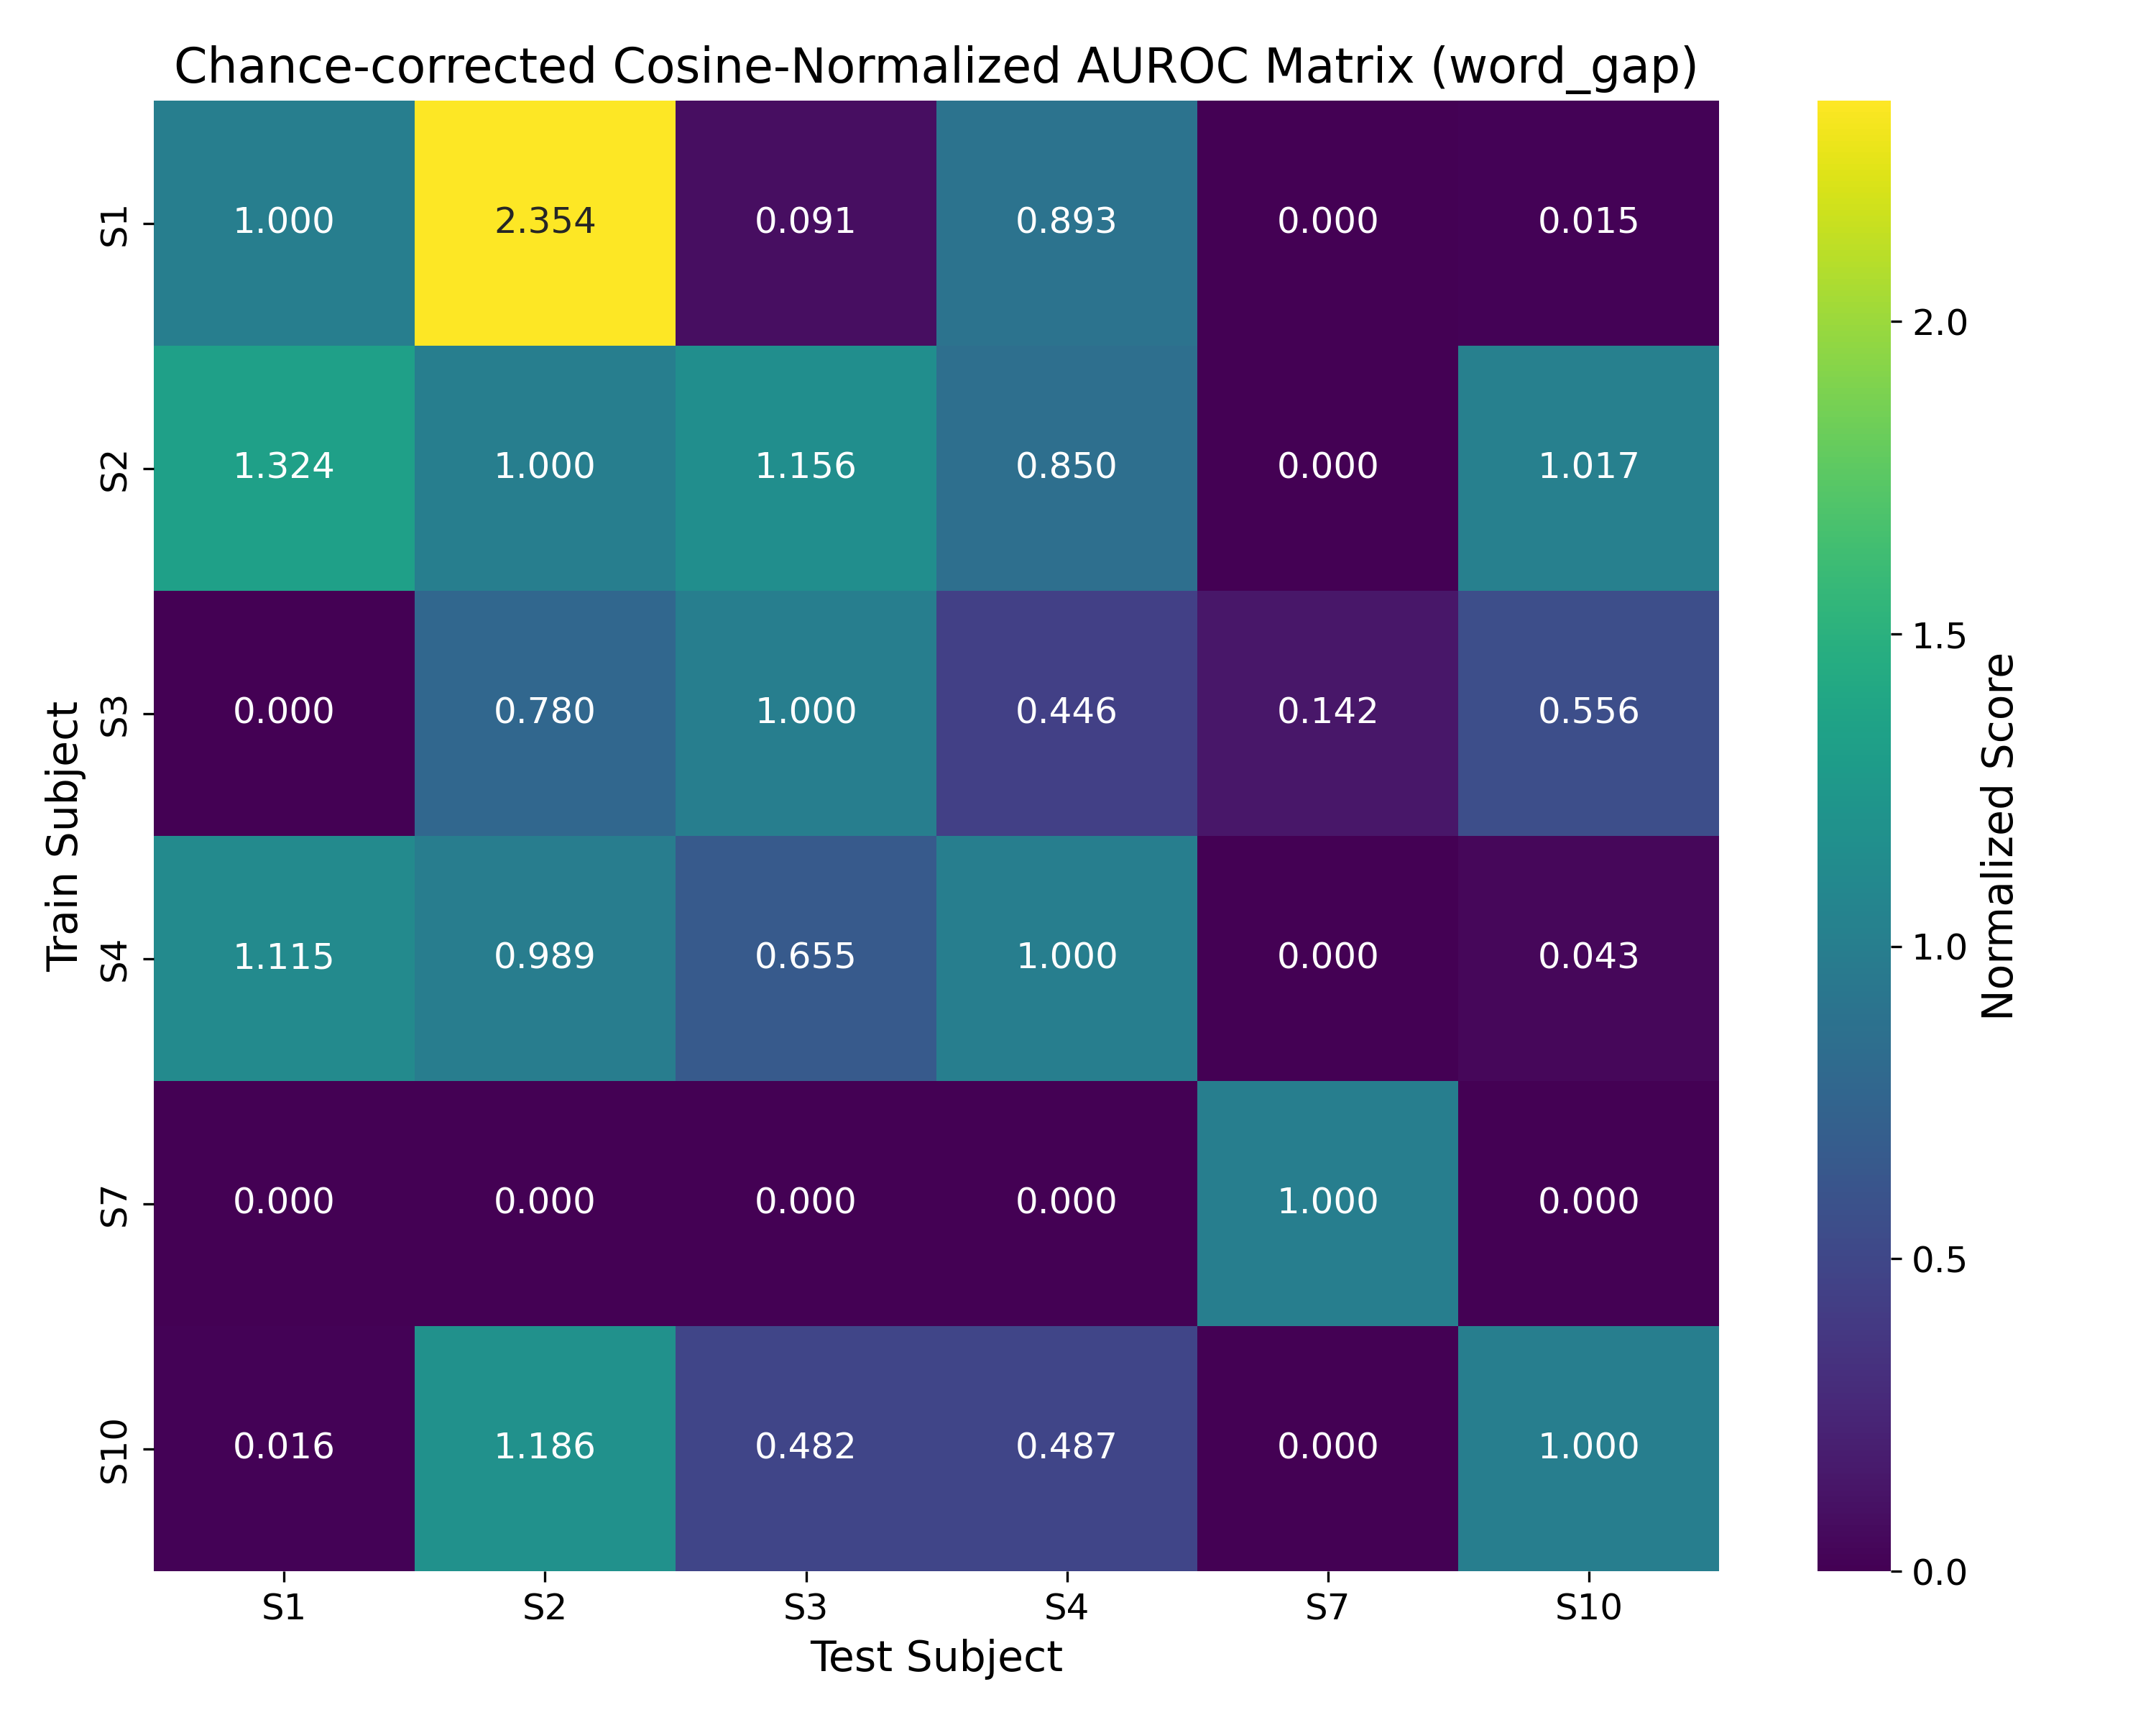 Chance-corrected Cosine-Normalized AUROC Matrix (word_gap)
Train Subject
S1 1.000 2.354 0.091 0.893 0.000 0.015
S2 1.324 1.000 1.156 0.850 0.000 1.017
S3 0.000 0.780 1.000 0.446 0.142 0.556
S4 1.115 0.989 0.655 1.000 0.000 0.043
S7 0.000 0.000 0.000 0.000 1.000 0.000
S10 0.016 1.186 0.482 0.487 0.000 1.000
S1 S2 S3 S4 S7 S10
Test Subject
2.0
1.5
1.0
0.5
0.0
Normalized Score